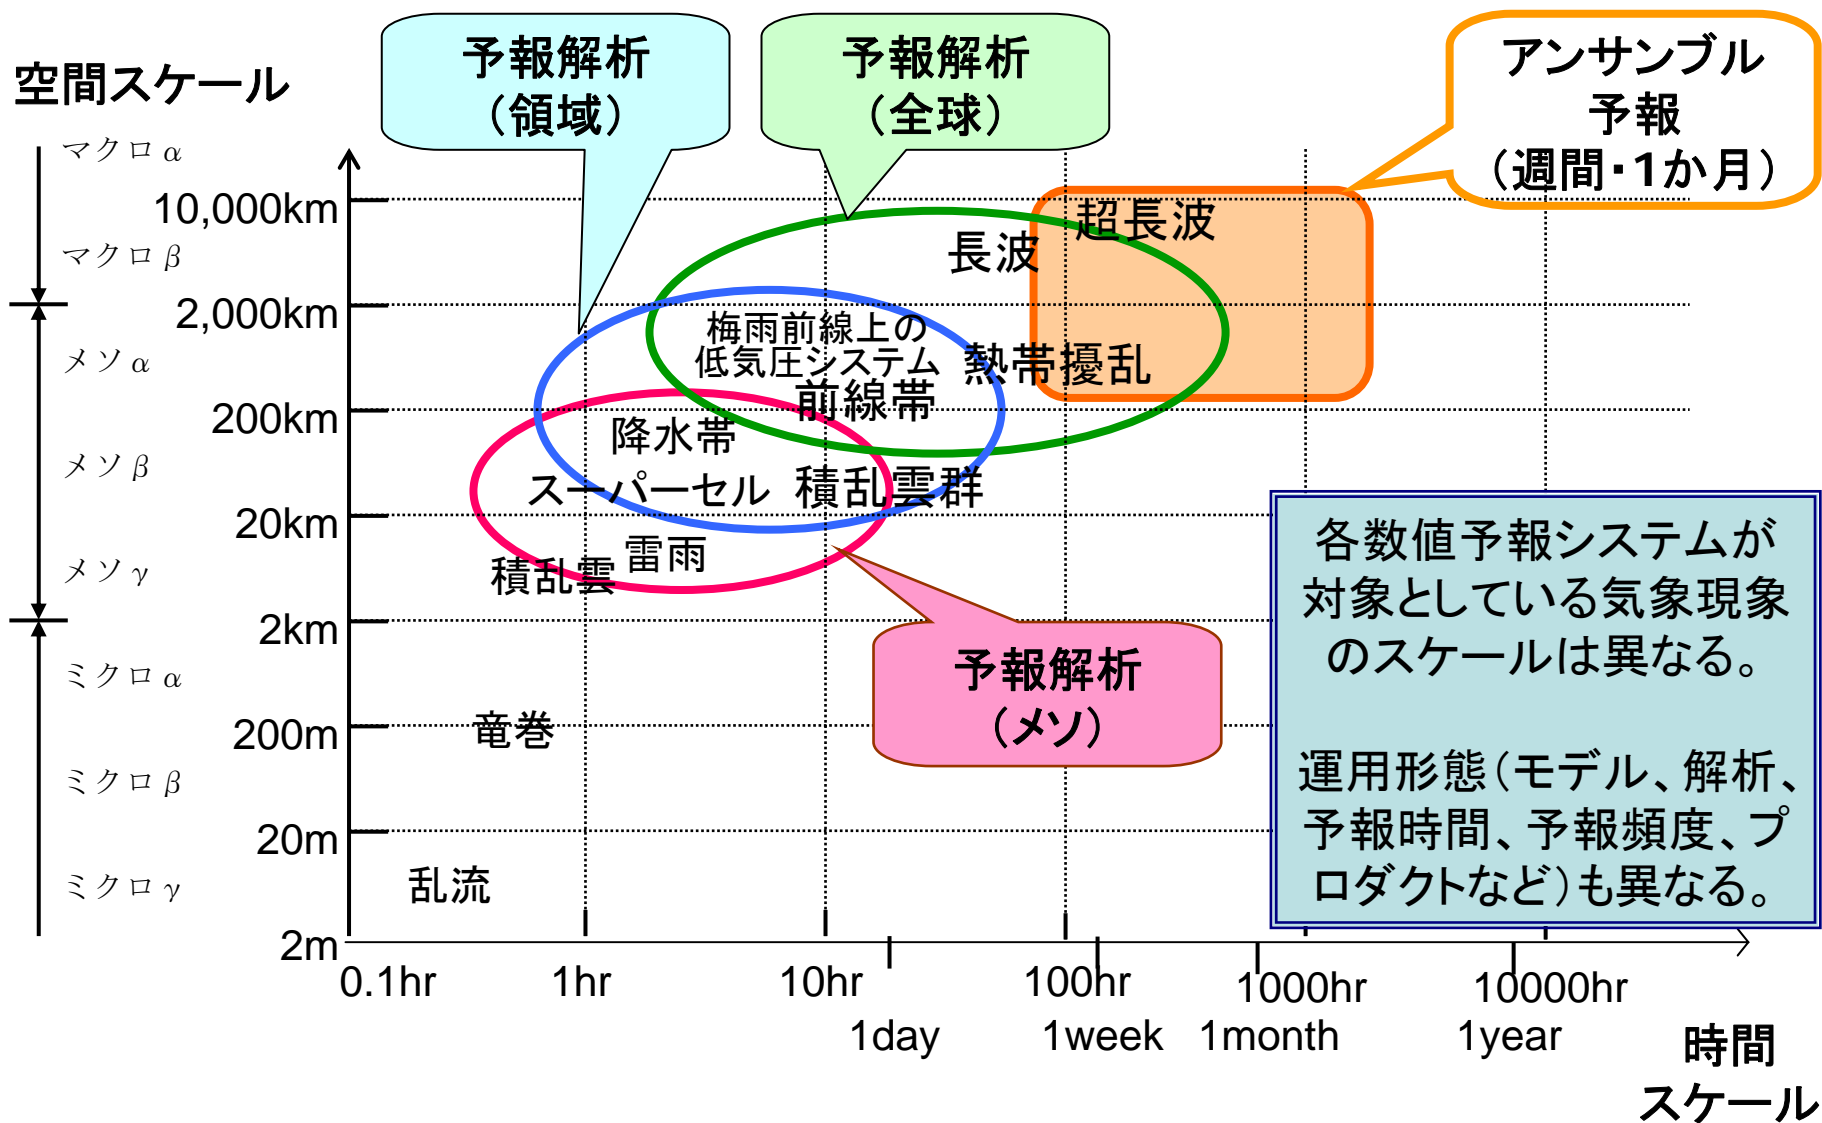 空間スケール
マクロ α
マクロ β
メソ α
メソ β
メソ γ
ミクロ α
ミクロ β
ミクロ γ
10,000km
2,000km
200km
20km
2km
200m
20m
2m
予報解析
（領域）
予報解析
（全球）
アンサンブル
予報
（週間・1か月）
超長波
長波
梅雨前線上の
低気圧システム
熱帯擾乱
前線帯
降水帯
スーパーセル
積乱雲群
雷雨
積乱雲
竜巻
乱流
予報解析
（メソ）
各数値予報システムが
対象としている気象現象
のスケールは異なる。
運用形態（モデル、解析、
予報時間、予報頻度、プ
ロダクトなど）も異なる。
0.1hr
1hr
10hr
100hr
1000hr
10000hr
1day
1week
1month
1year
時間
スケール